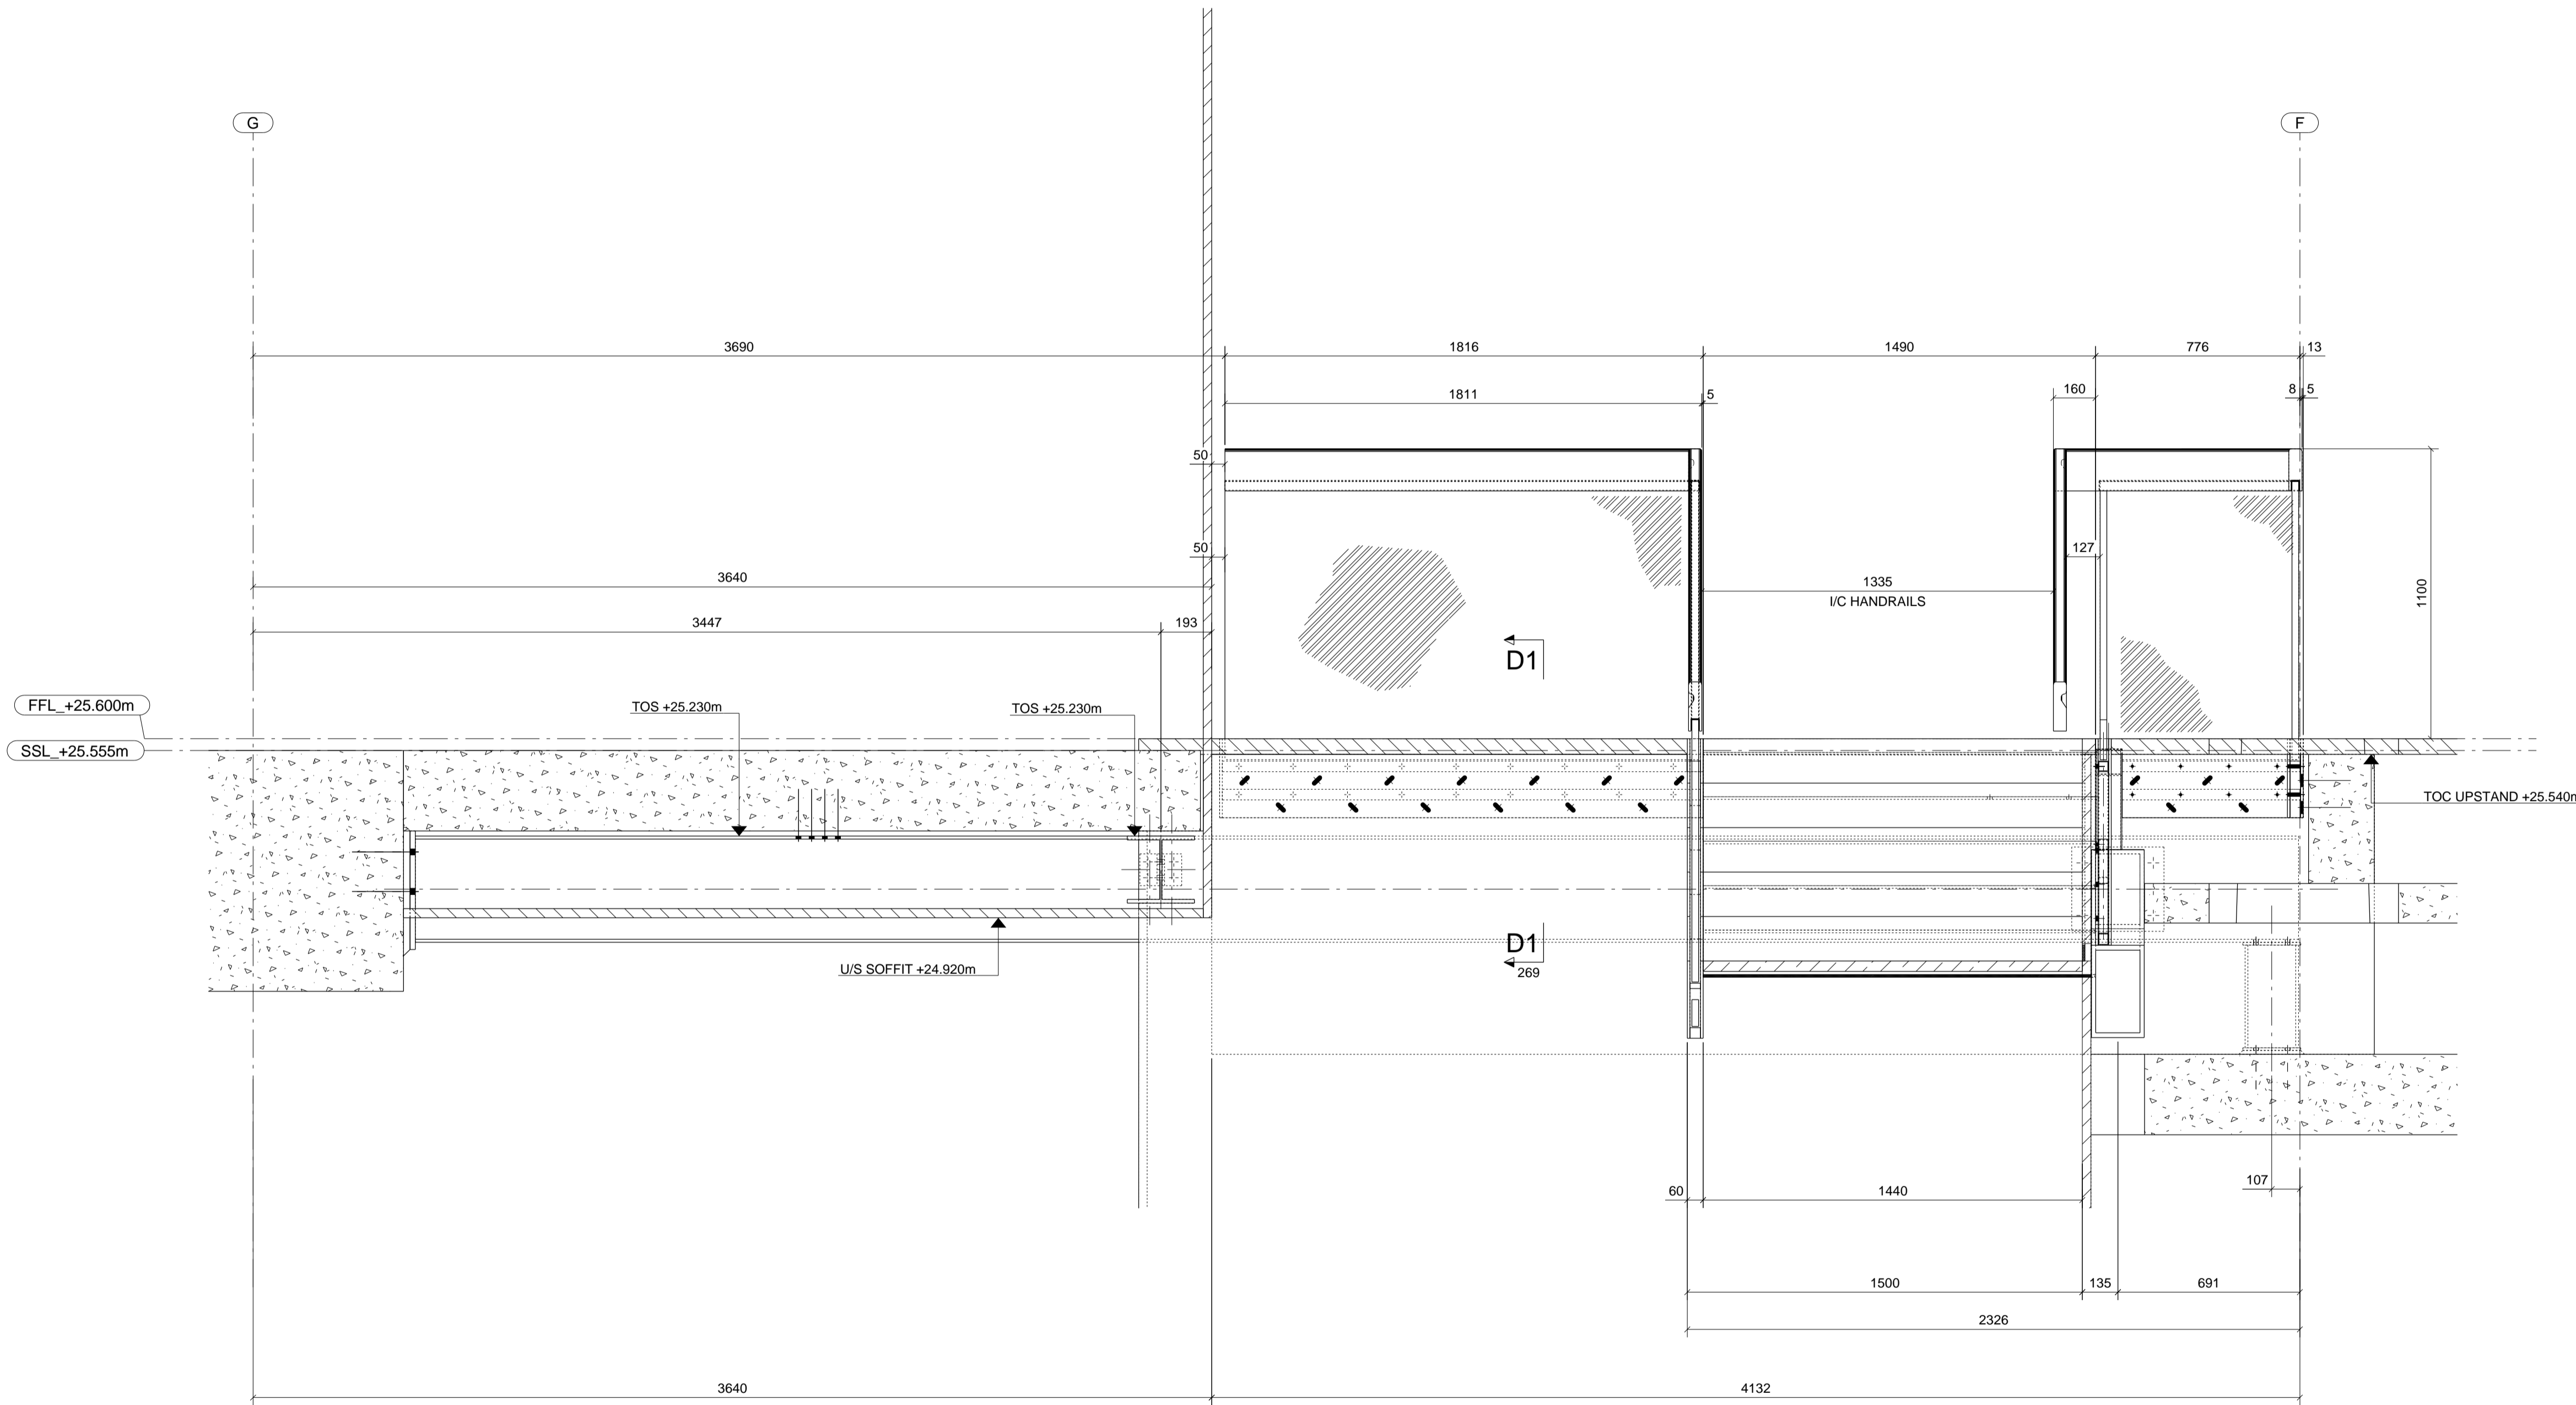 G
F
3690
1816
1490
776
13
1811
5
160
8
5
50
50
127
3640
1335
I/C HANDRAILS
1100
3447
193
D1
FFL_+25.600m
TOS +25.230m
TOS +25.230m
SSL_+25.555m
TOC UPSTAND +25.540m
D1
269
U/S SOFFIT +24.920m
107
60
1440
1500
135
691
2326
3640
4132